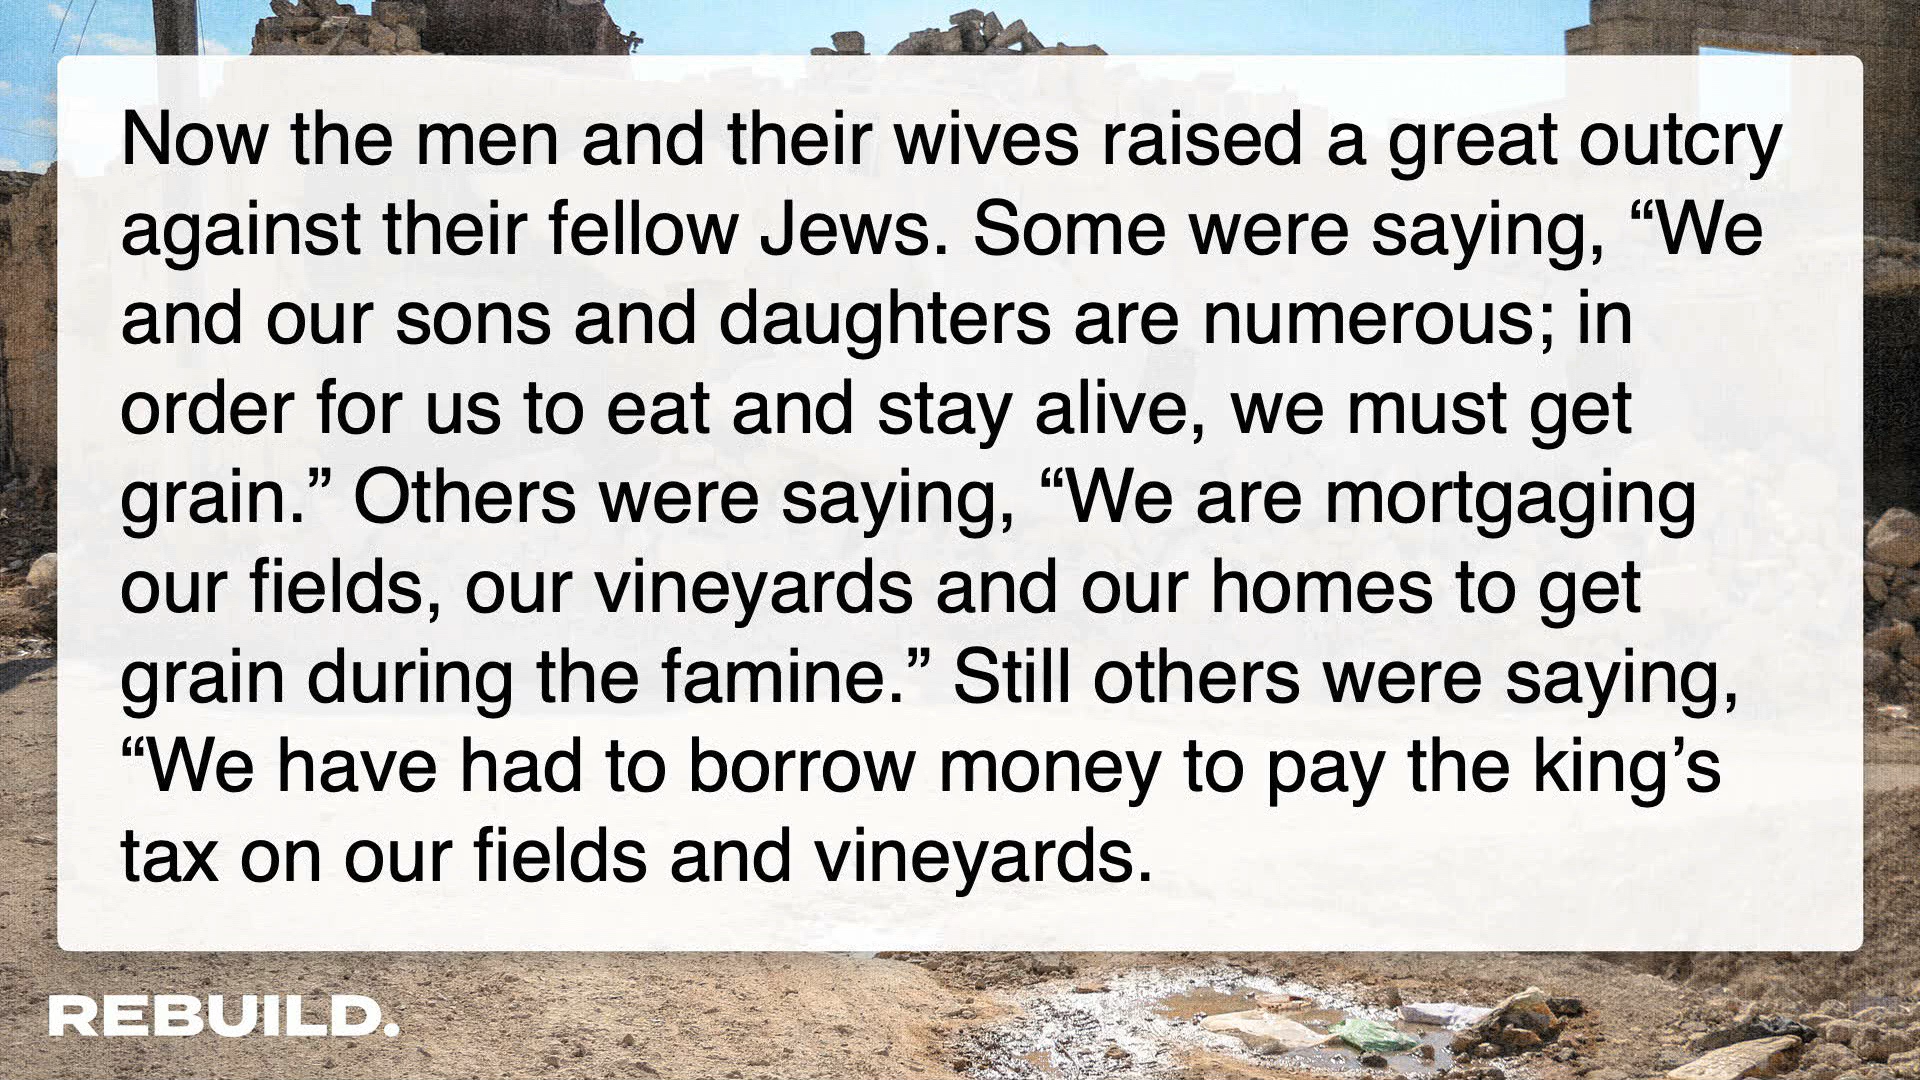 Now the men and their wives raised a great outcry
against their fellow Jews. Some were saying, “We
and our sons and daughters are numerous; in
order for us to eat and stay alive, we must get
grain.” Others were saying, “We are mortgaging
our fields, our vineyards and our homes to get
grain during the famine.” Still others were saying,
“We have had to borrow money to pay the king’s
tax on our fields and vineyards.
REBUILD.